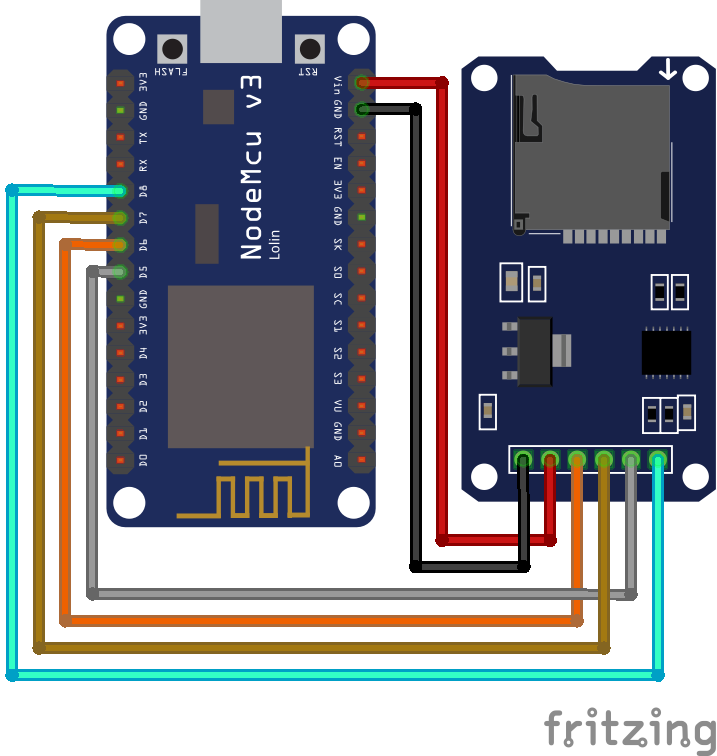 FLASH
RST
3V3
GND
TX
RX
D8
D7
D6
D5
GND
3V3
D4
D3
D2
D1
D0
NodeMcu v3
Lolin
Vin
GND
RST
EN
3V3
GND
SK
SO
SC
S1
S2
S3
VU
GND
AO
fritzing